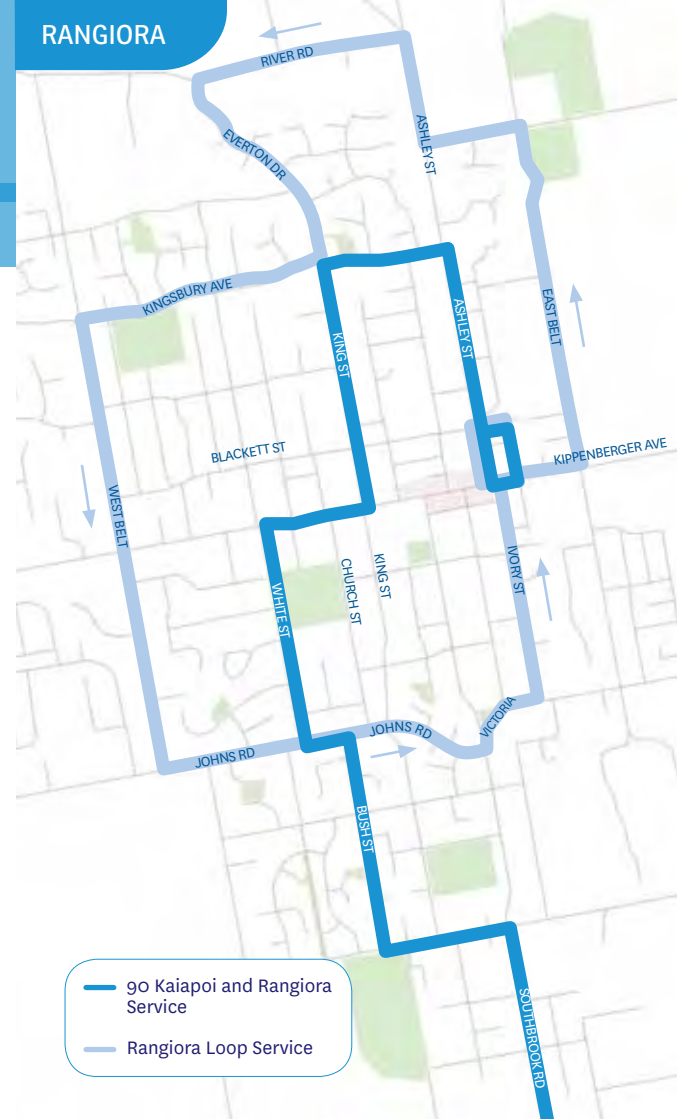 RANGIORA
RIVER RD
ASHLEY ST
EVERTON DR
KINGSBURY AVE
ASHLEY ST
EAST BELT
KING ST
BLACKETT ST
KIPPENBERGER AVE
WEST BELT
KING ST
CHURCH ST
IVORY ST
WHITE ST
VICTORIA
JOHNS RD
JOHNS RD
BUSH ST
90 Kaiapoi and Rangiora
Service
Rangiora Loop Service
SOUTHBROOK RD